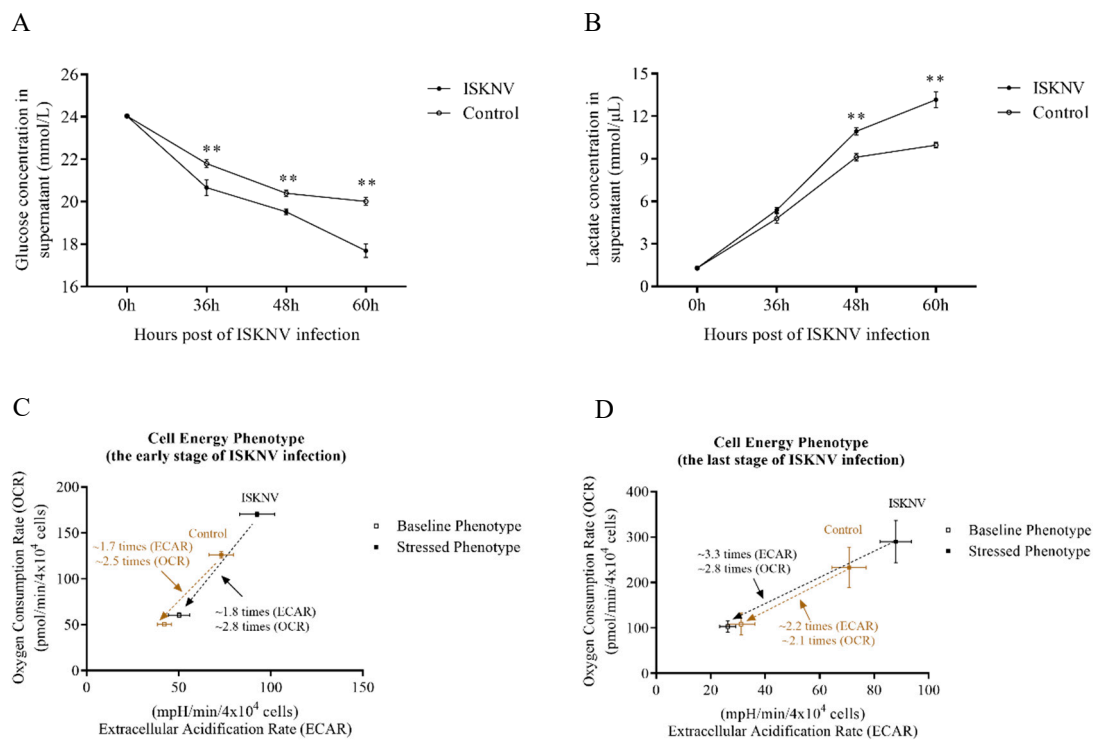 A
Glucose concentration in
supernatant (mmol/L)
26
24
22
20
18
16
**
**
**
0h
36h
48h
60h
Hours post of ISKNV infection
ISKNV
Control
B
Lactate concentration in
supernatant (mmol/μL)
15
12
9
6
3
0
**
**
0h
36h
48h
60h
Hours post of ISKNV infection
ISKNV
Control
C
Cell Energy Phenotype
(the early stage of ISKNV infection)
Oxygen Consumption Rate (OCR)
(pmol/min/4x10⁴ cells)
200
150
100
50
0
ISKNV
Control
~1.7 times (ECAR)
~2.5 times (OCR)
~1.8 times (ECAR)
~2.8 times (OCR)
0
50
100
150
(mpH/min/4x10⁴ cells)
Extracellular Acidification Rate (ECAR)
Baseline Phenotype
Stressed Phenotype
D
Cell Energy Phenotype
(the last stage of ISKNV infection)
Oxygen Consumption Rate (OCR)
(pmol/min/4x10⁴ cells)
400
300
200
100
0
ISKNV
Control
~3.3 times (ECAR)
~2.8 times (OCR)
~2.2 times (ECAR)
~2.1 times (OCR)
0
20
40
60
80
100
(mpH/min/4x10⁴ cells)
Extracellular Acidification Rate (ECAR)
Baseline Phenotype
Stressed Phenotype